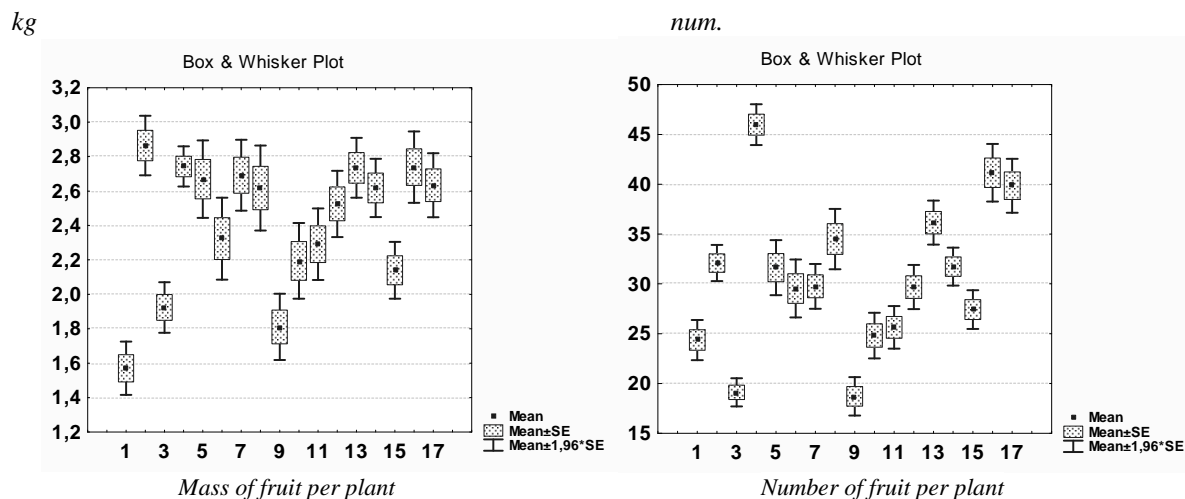 kg
num.
Box & Whisker Plot
3,2
3,0
2,8
2,6
2,4
2,2
2,0
1,8
1,6
1,4
1,2
1 3 5 7 9 11 13 15 17
Mean
Mean±SE
Mean±1,96*SE
Mass of fruit per plant
Box & Whisker Plot
50
45
40
35
30
25
20
15
1 3 5 7 9 11 13 15 17
Mean
Mean±SE
Mean±1,96*SE
Number of fruit per plant